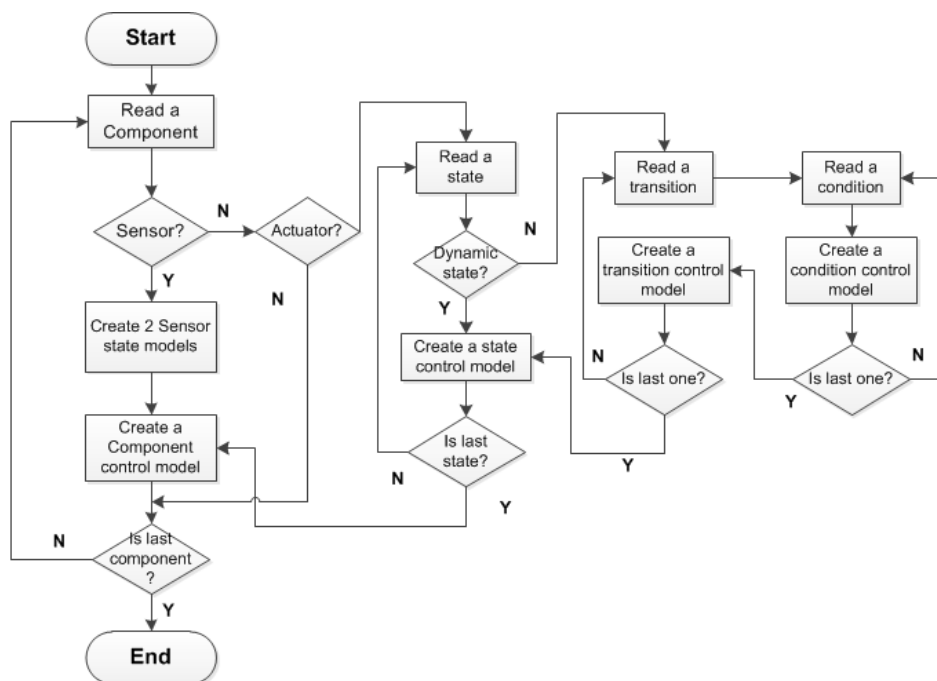 Start
Read a
Component
Sensor?
N
Actuator?
Y
N
Create 2 Sensor
state models
Create a
Component
control model
Is last
component
?
N
Y
End
Read a
state
Dynamic
state?
N
Y
Create a state
control model
Is last
state?
N
Y
Read a
transition
Create a
transition control
model
Is last one?
N
Y
Read a
condition
Create a
condition control
model
Is last one?
N
Y